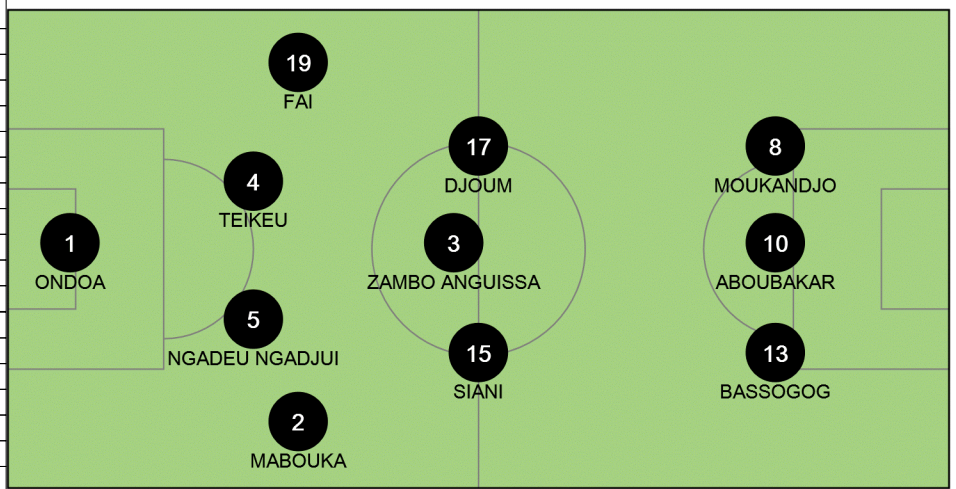 19
FAI
17
DJOUM
8
MOUKANDJO
4
TEIKEU
1
ONDOA
3
ZAMBO ANGUISSA
10
ABOUBAKAR
5
NGADEU NGADJUI
15
SIANI
13
BASSOGOG
2
MABOUKA